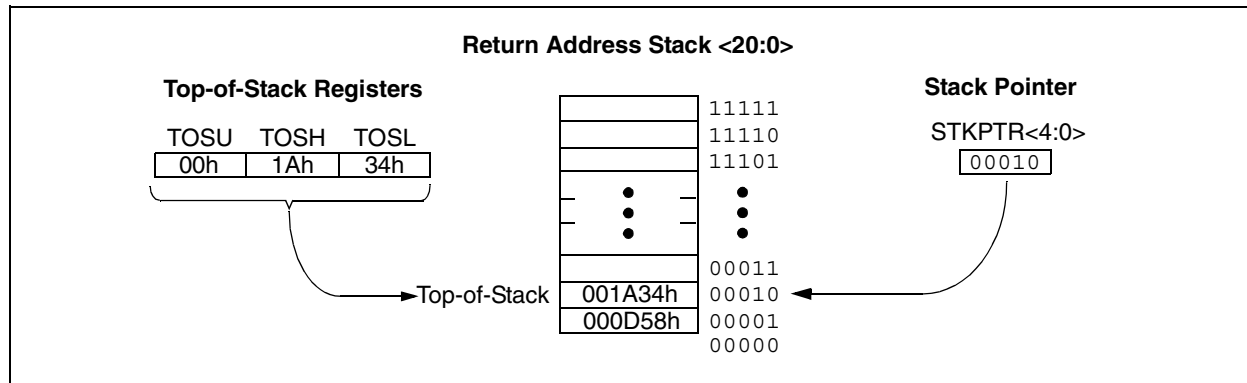 Return Address Stack <20:0>
Top-of-Stack Registers
Stack Pointer
TOSU TOSH TOSL
00h 1Ah 34h
STKPTR<4:0>
00010
11111
11110
11101
00011
Top-of-Stack 001A34h 00010
000D58h 00001
00000